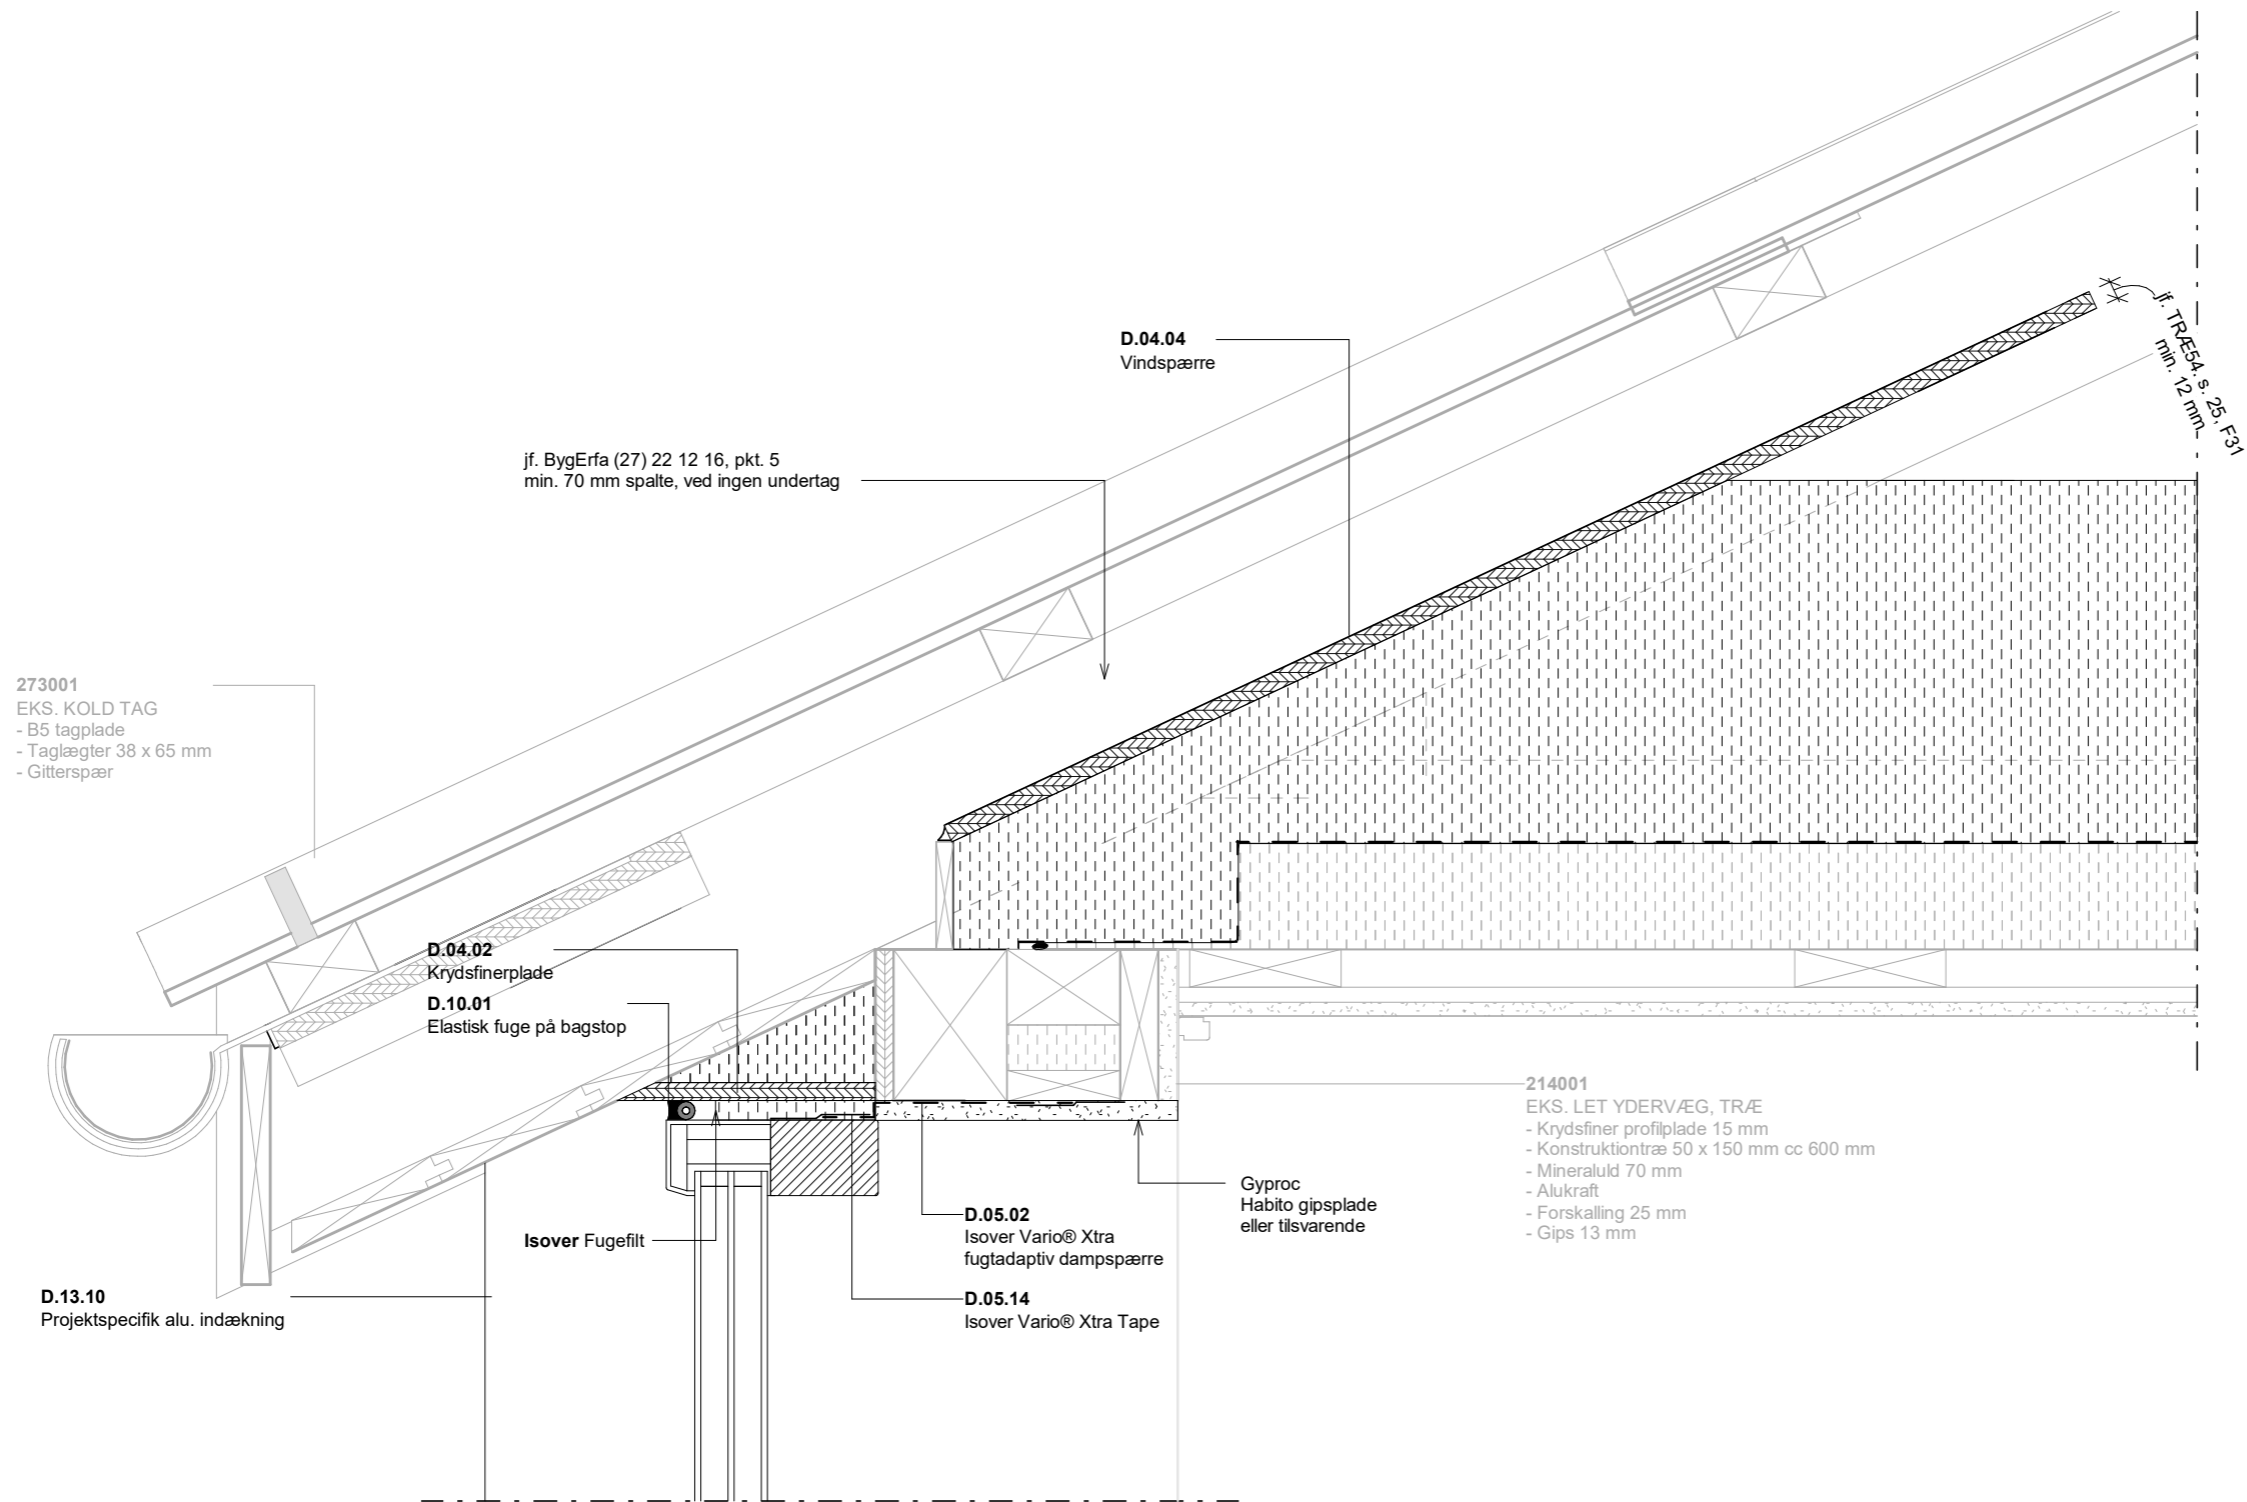 D.04.04
Vindspærre
jf. TRÆ54, s. 25, F31
min. 12 mm
jf. BygErfa (27) 22 12 16, pkt. 5
min. 70 mm spalte, ved ingen undertag
273001
EKS. KOLD TAG
- B5 tagplade
- Taglægter 38 x 65 mm
- Gitterspær
D.04.02
Krydsfinerplade
D.10.01
Elastisk fuge på bagstop
214001
EKS. LET YDERVÆG, TRÆ
- Krydsfiner profilplade 15 mm
- Konstruktiontræ 50 x 150 mm cc 600 mm
- Mineraluld 70 mm
- Alukraft
- Forskalling 25 mm
- Gips 13 mm
Gyproc
Habito gipsplade
eller tilsvarende
D.05.02
Isover Vario® Xtra
fugtadaptiv dampspærre
Isover Fugefilt
D.05.14
Isover Vario® Xtra Tape
D.13.10
Projektspecifik alu. indækning